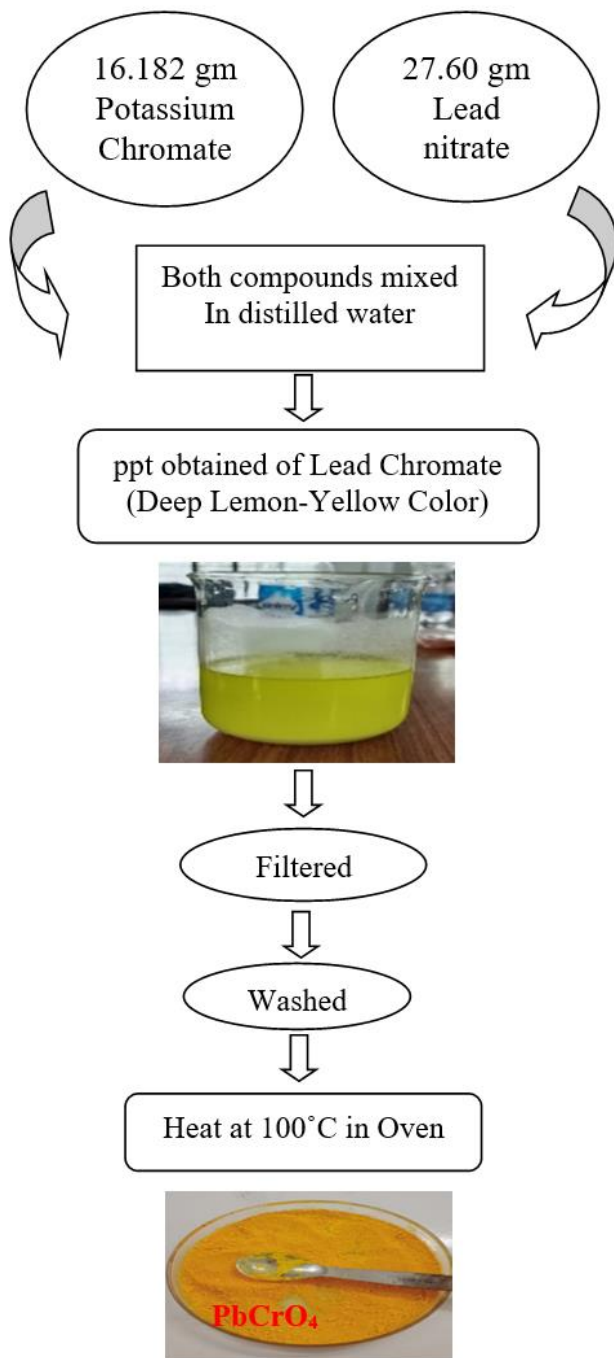 16.182 gm
Potassium
Chromate
27.60 gm
Lead
nitrate
Both compounds mixed
In distilled water
ppt obtained of Lead Chromate
(Deep Lemon-Yellow Color)
Filtered
Washed
Heat at 100˚C in Oven
PbCrO₄